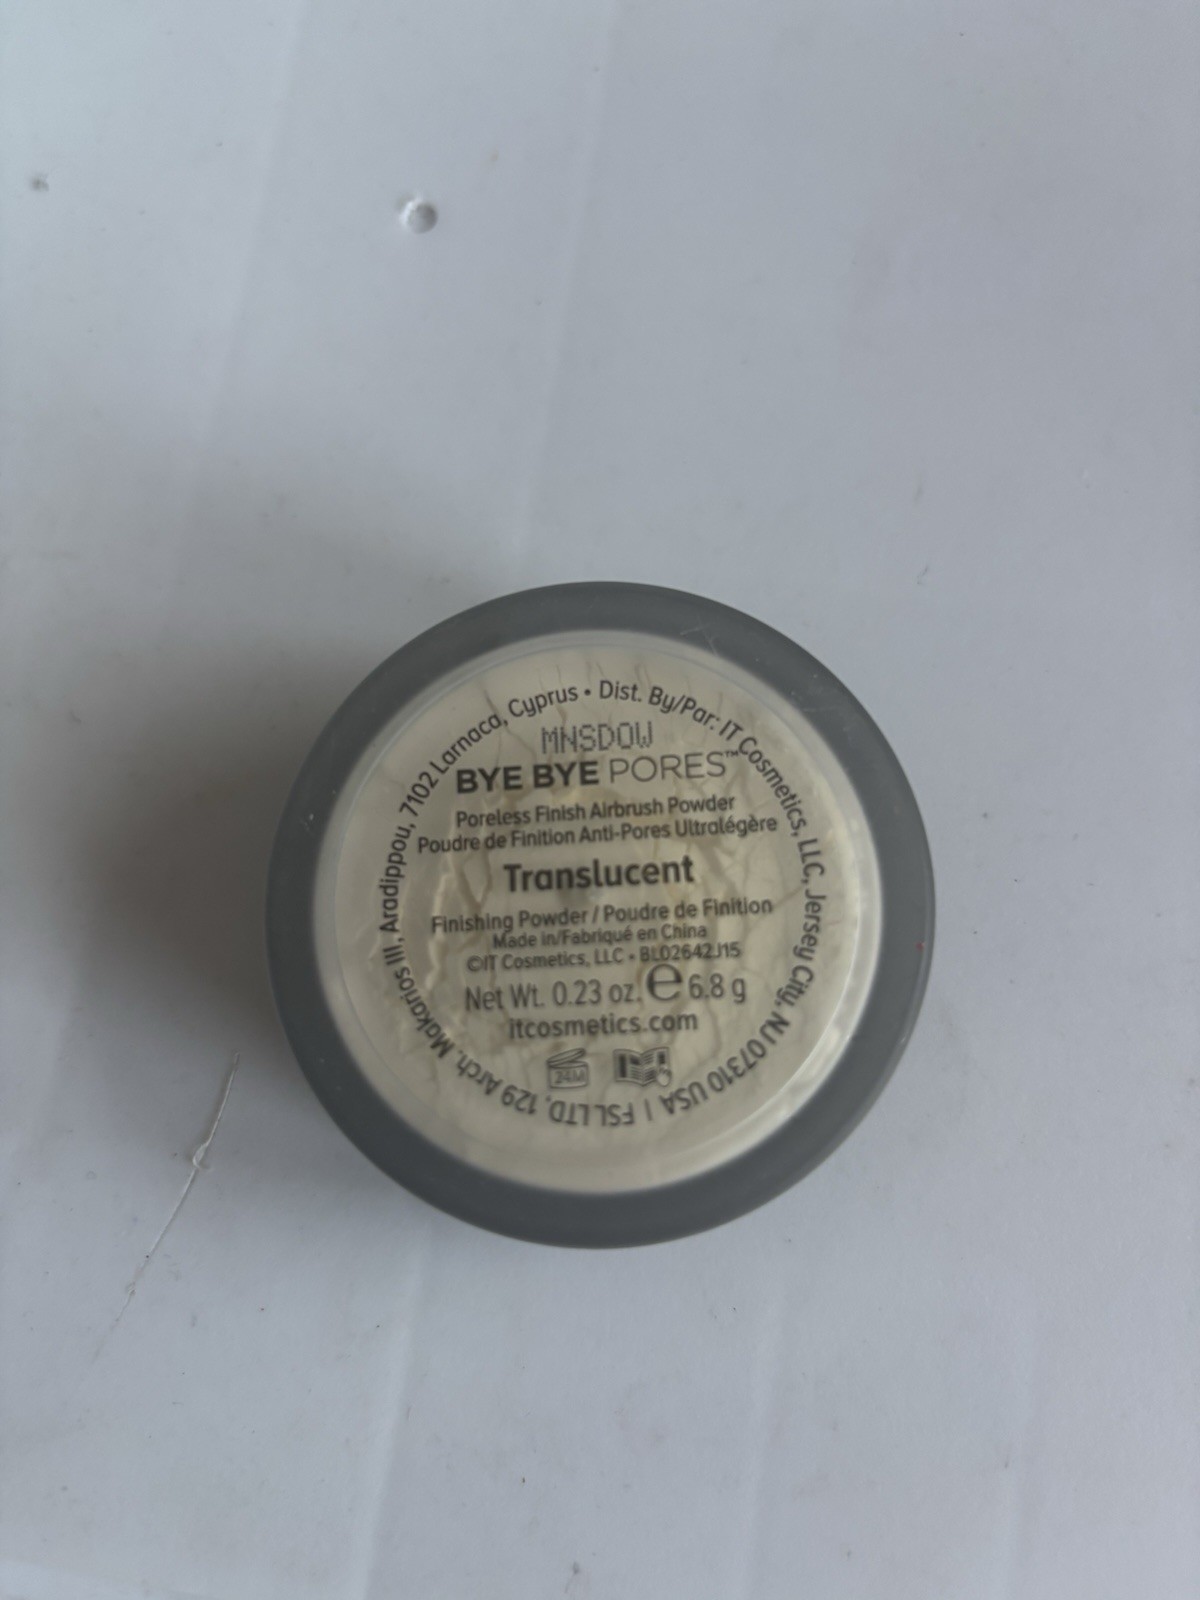 MNSDOW
BYE BYE PORES™
Poreless Finish Airbrush Powder
Poudre de Finition Anti-Pores Ultralégère
Translucent
Finishing Powder / Poudre de Finition
Made in/Fabriqué en China
©IT Cosmetics, LLC • BL02642J15
Net Wt. 0.23 oz. ℮ 6.8 g
itcosmetics.com
24M
Dist. By/Par: IT Cosmetics, LLC, Jersey City, NJ 07310 USA | FSL LTD, 129 Arch. Makarios III, Aradippou, 7102 Larnaca, Cyprus •